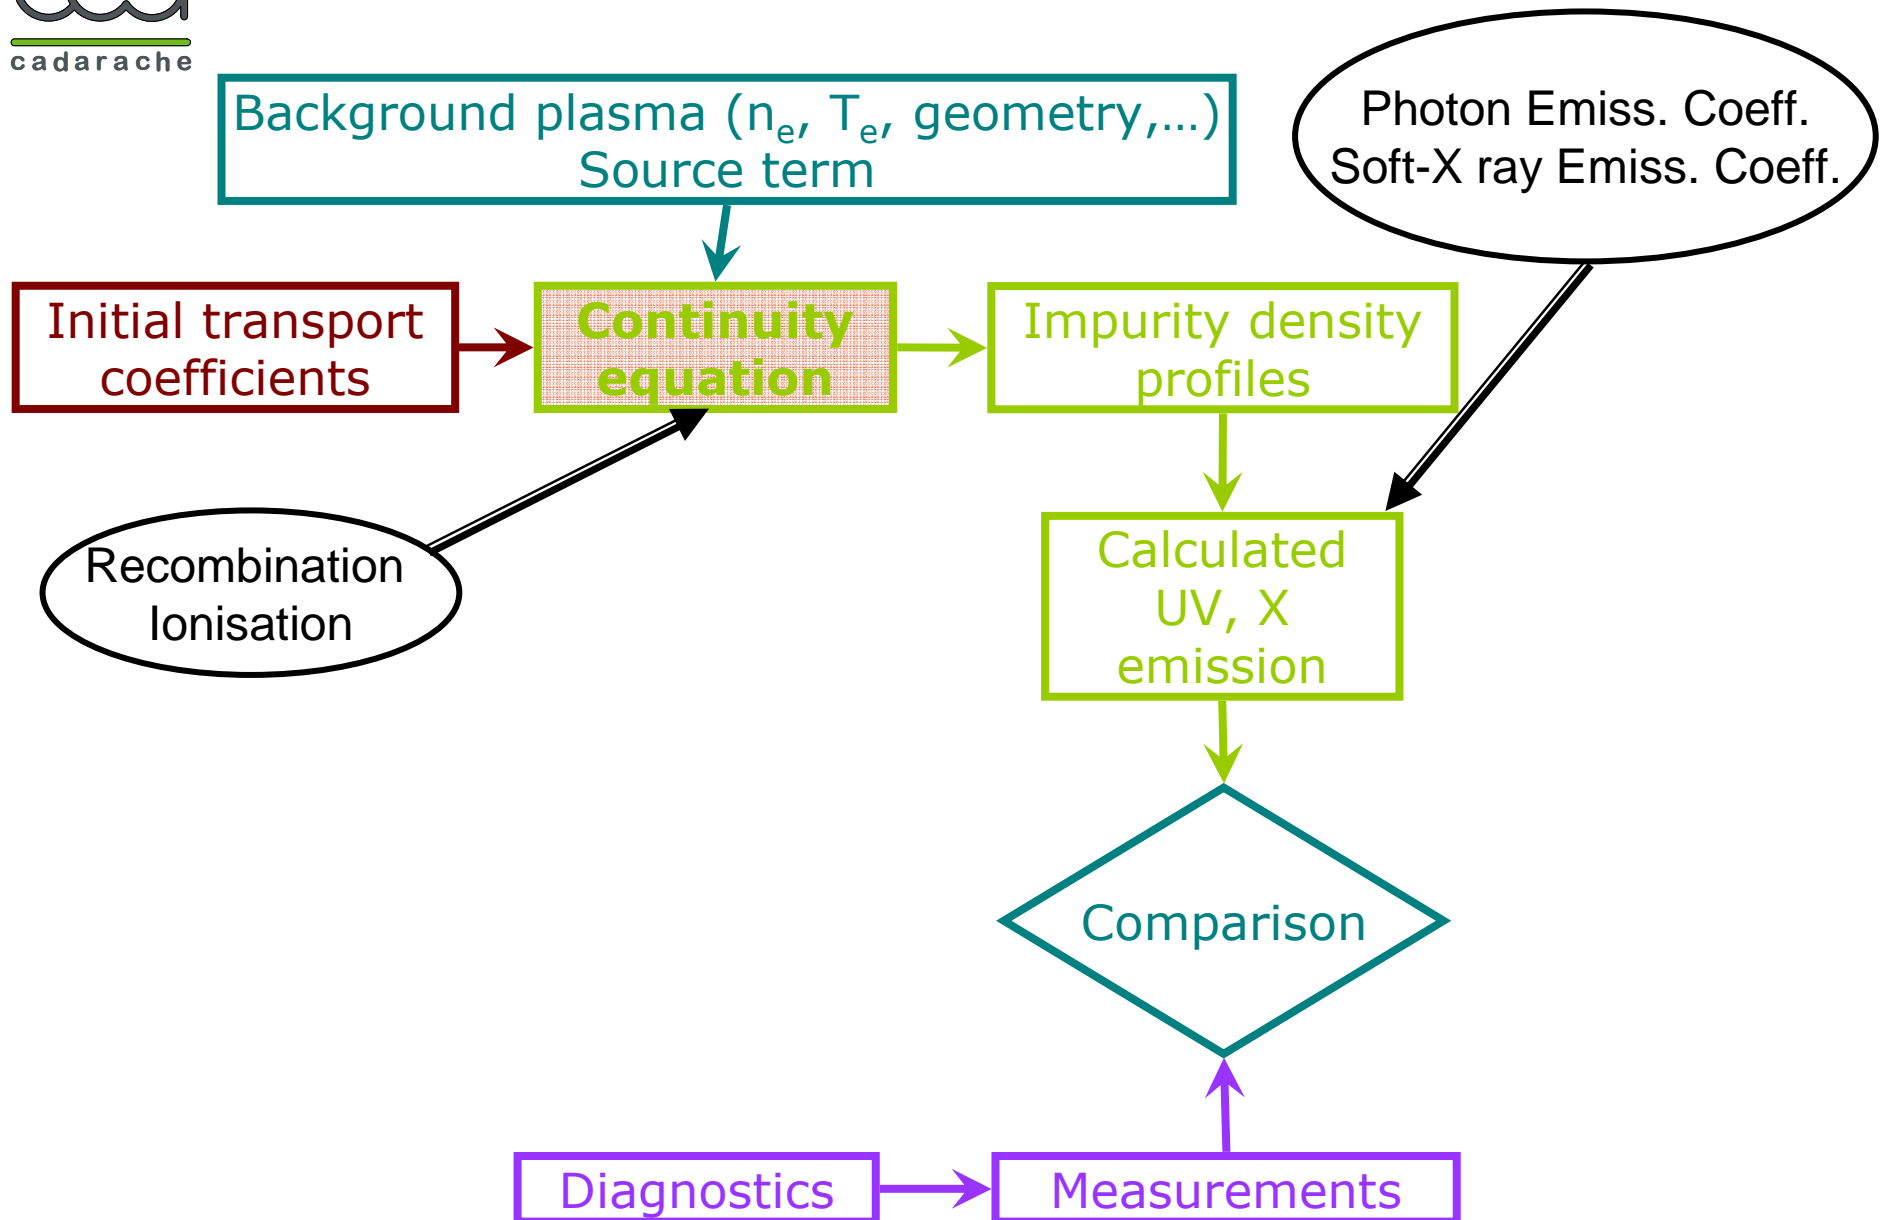 cadarache
Background plasma (nₑ, Tₑ, geometry,...)
Source term
Photon Emiss. Coeff.
Soft-X ray Emiss. Coeff.
Initial transport
coefficients
Continuity
equation
Impurity density
profiles
Recombination
Ionisation
Calculated
UV, X
emission
Comparison
Diagnostics
Measurements